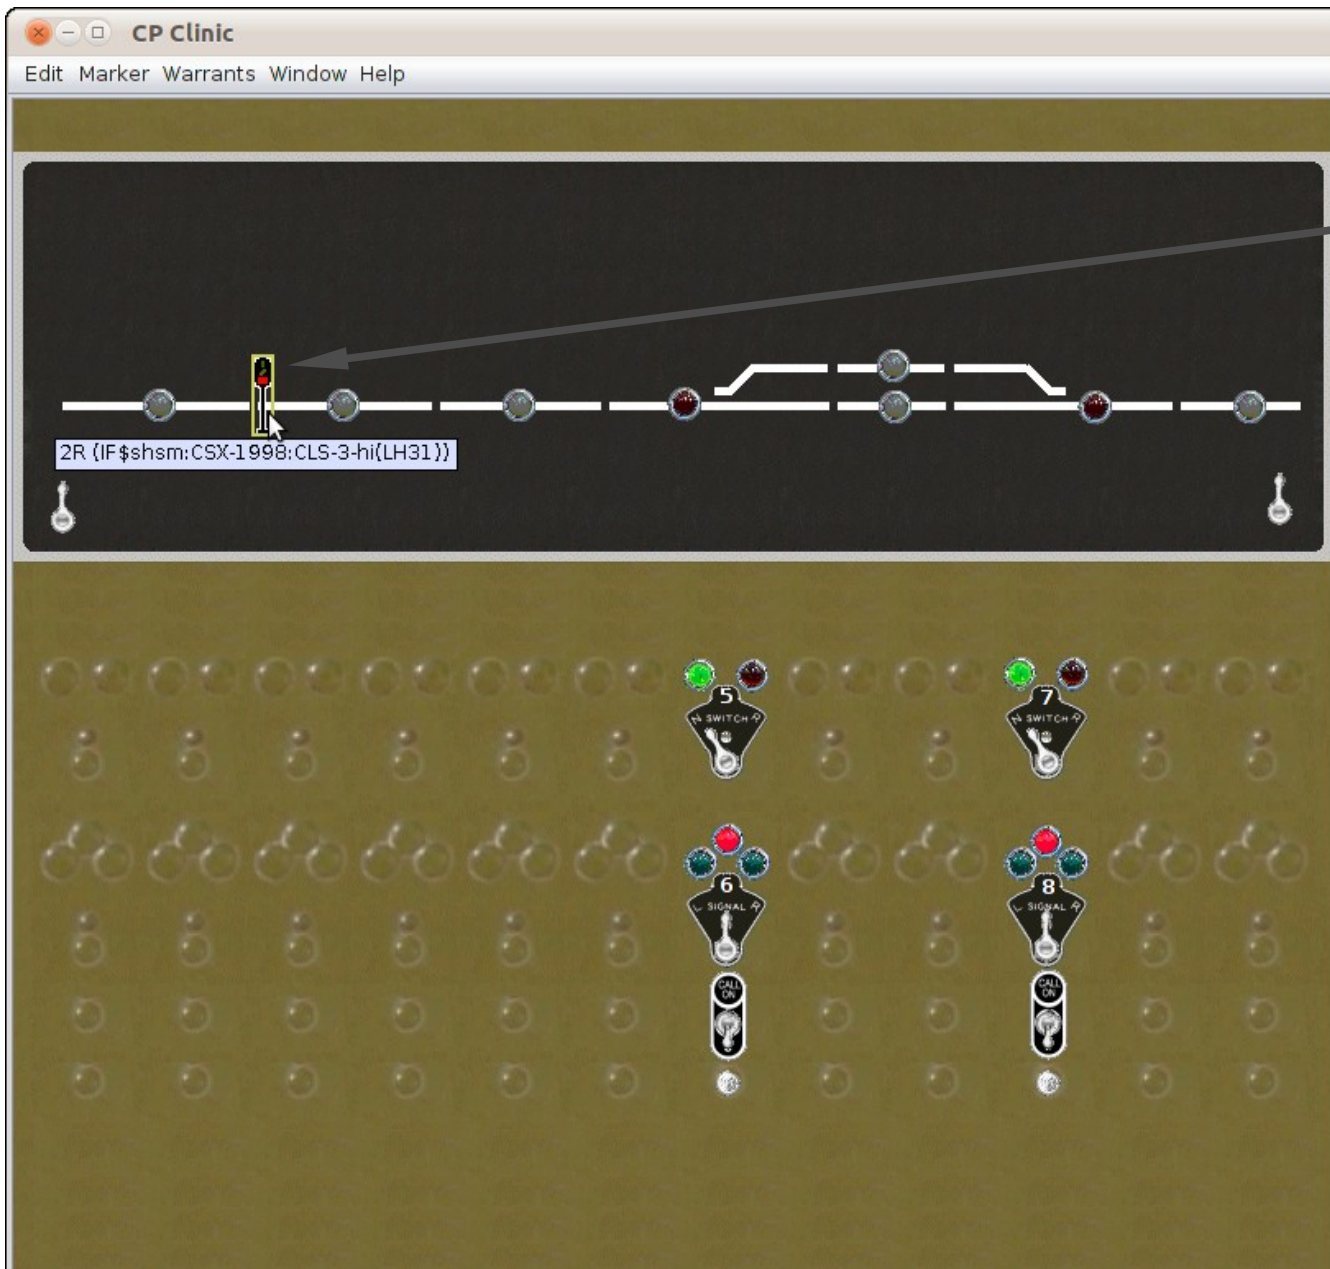 CP Clinic
Edit Marker Warrants Window Help
2R (IF$shsm:CSX-1998:CLS-3-hi(LH31))
5 7
N SWITCH R N SWITCH R
6 8
L SIGNAL R L SIGNAL R
CALL ON CALL ON